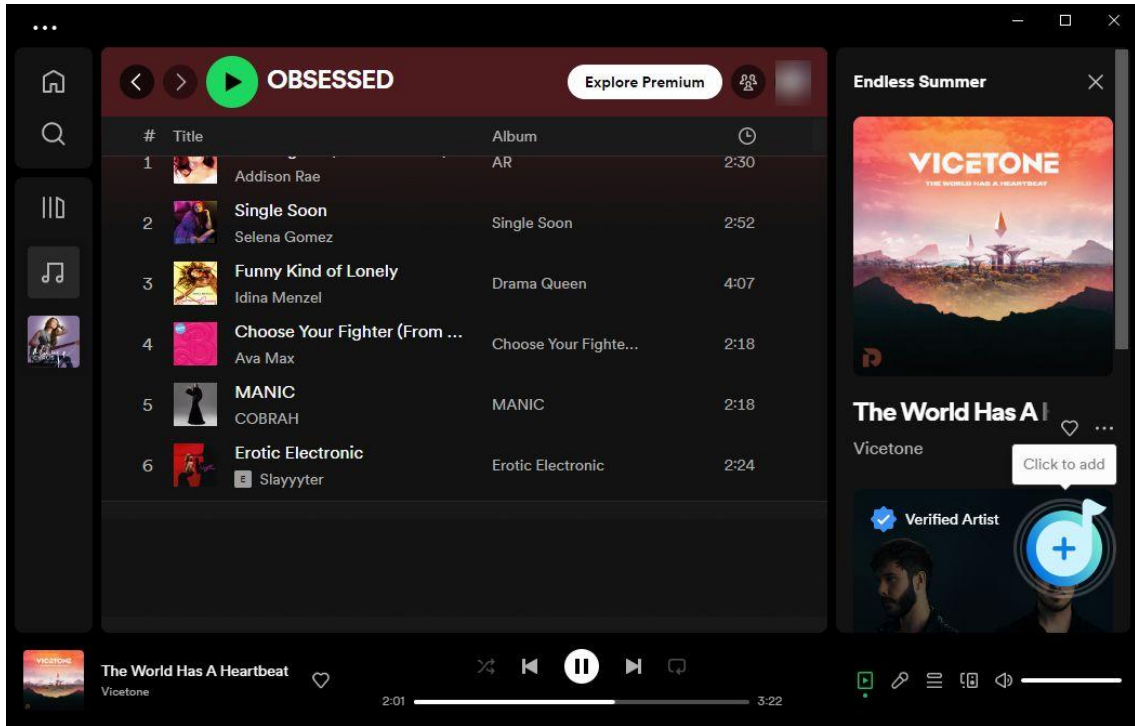 OBSESSED
Explore Premium
# Title Album
1 AR 2:30
Addison Rae
2 Single Soon Single Soon 2:52
Selena Gomez
3 Funny Kind of Lonely Drama Queen 4:07
Idina Menzel
4 Choose Your Fighter (From ... Choose Your Fighte... 2:18
Ava Max
5 MANIC MANIC 2:18
COBRAH
6 Erotic Electronic Erotic Electronic 2:24
E Slayyyter
Endless Summer
VICETONE
THE WORLD HAS A HEARTBEAT
The World Has A
Vicetone
Click to add
Verified Artist
VICETONE
The World Has A Heartbeat
Vicetone
2:01 3:22